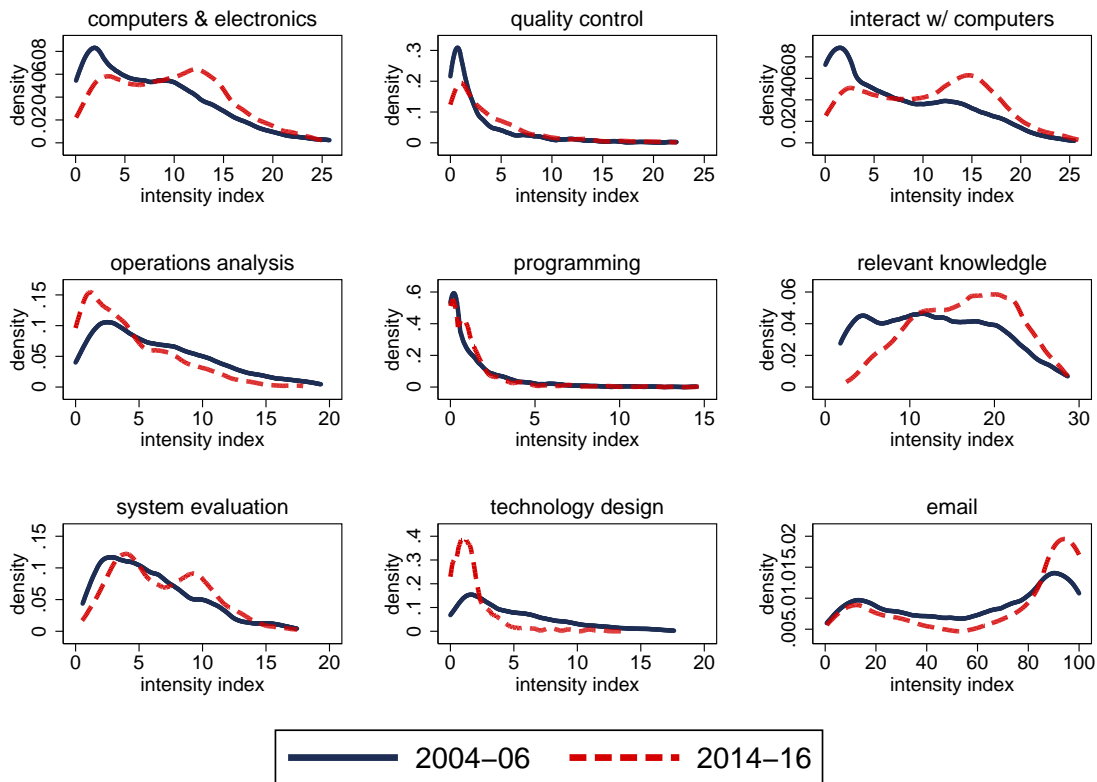 computers & electronics
density
0 .02.04.06.08
0 5 10 15 20 25
intensity index
quality control
density
0 .1 .2 .3
0 5 10 15 20 25
intensity index
interact w/ computers
density
0 .02.04.06.08
0 5 10 15 20 25
intensity index
operations analysis
density
0 .05 .1 .15
0 5 10 15 20
intensity index
programming
density
0 .2 .4 .6
0 5 10 15
intensity index
relevant knowledgle
density
0 .02 .04 .06
0 10 20 30
intensity index
system evaluation
density
0 .05 .1 .15
0 5 10 15 20
intensity index
technology design
density
0 .1 .2 .3 .4
0 5 10 15 20
intensity index
email
density
.005.01.015.02
0 20 40 60 80 100
intensity index
2004−06 2014−16